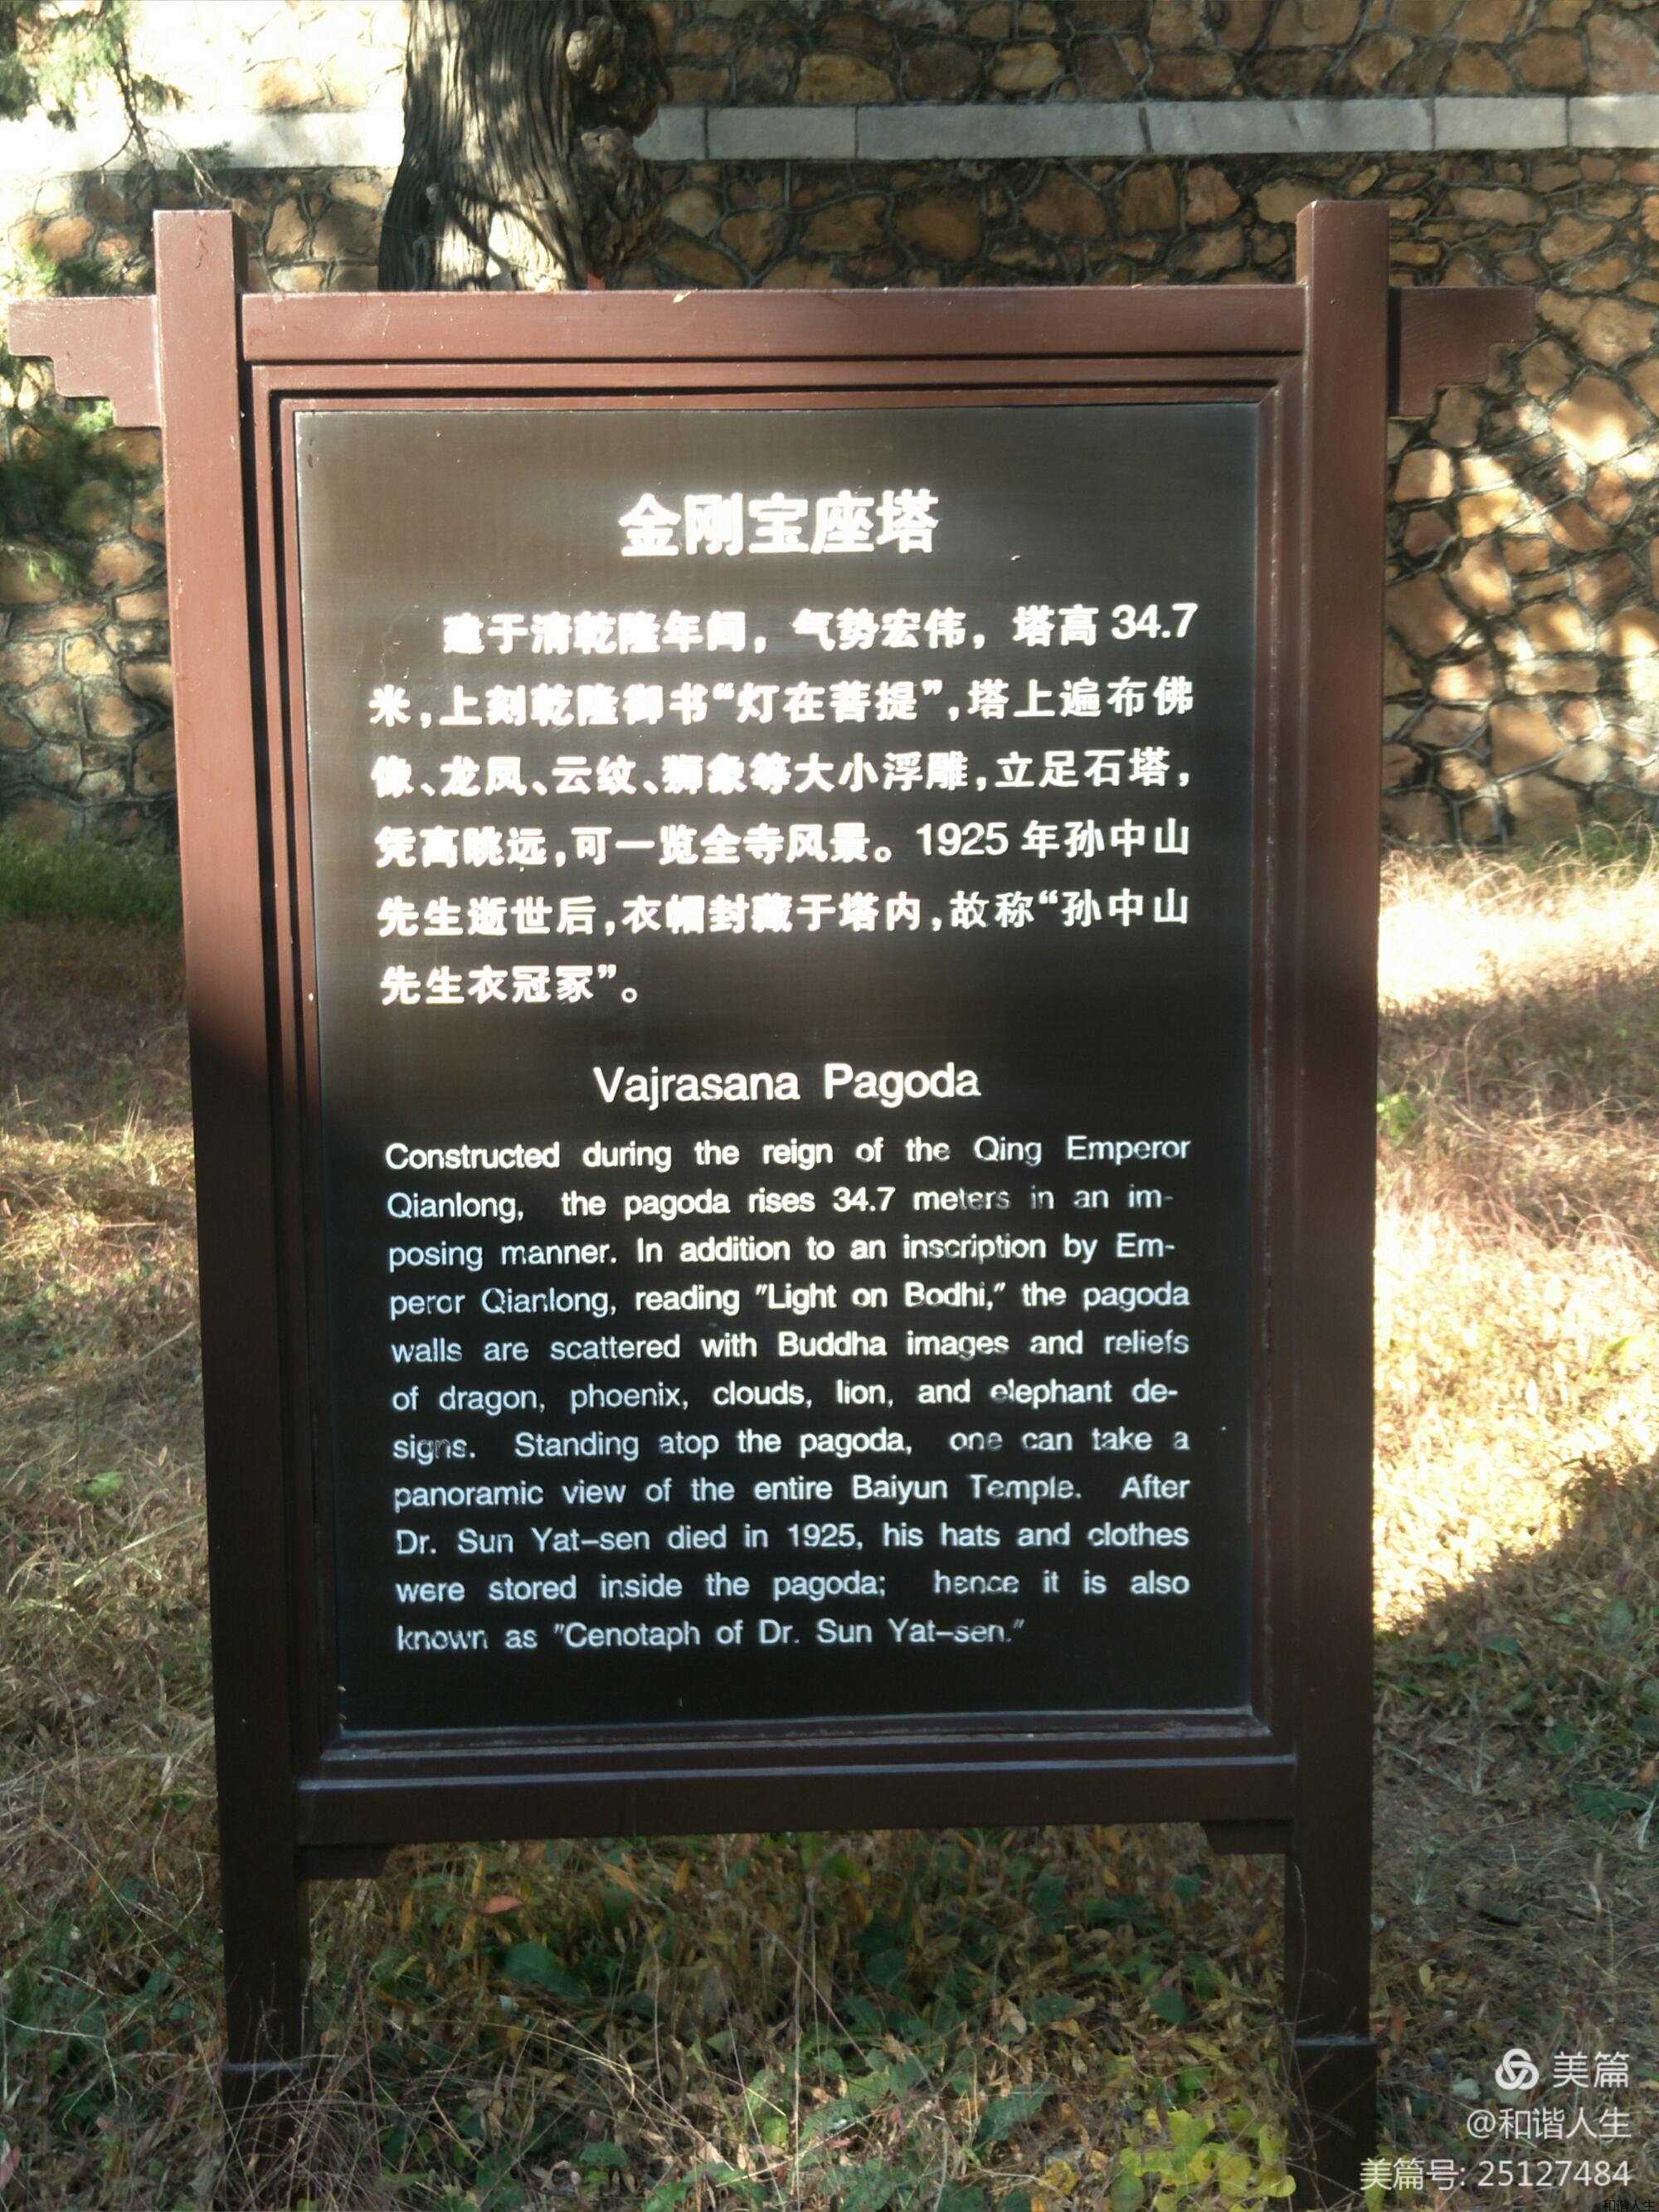 金刚宝座塔
建于清乾隆年间，气势宏伟，塔高 34.7
米，上刻乾隆御书“灯在菩提”，塔上遍布佛
像、龙凤、云纹、狮象等大小浮雕，立足石塔，
凭高眺远，可一览全寺风景。1925 年孙中山
先生逝世后，衣帽封藏于塔内，故称“孙中山
先生衣冠冢”。
Vajrasana Pagoda
Constructed during the reign of the Qing Emperor
Qianlong, the pagoda rises 34.7 meters in an im-
posing manner. In addition to an inscription by Em-
peror Qianlong, reading "Light on Bodhi," the pagoda
walls are scattered with Buddha images and reliefs
of dragon, phoenix, clouds, lion, and elephant de-
signs. Standing atop the pagoda, one can take a
panoramic view of the entire Baiyun Temple. After
Dr. Sun Yat-sen died in 1925, his hats and clothes
were stored inside the pagoda; hence it is also
known as "Cenotaph of Dr. Sun Yat-sen."
美篇
@和谐人生
美篇号: 25127484
和谐人生